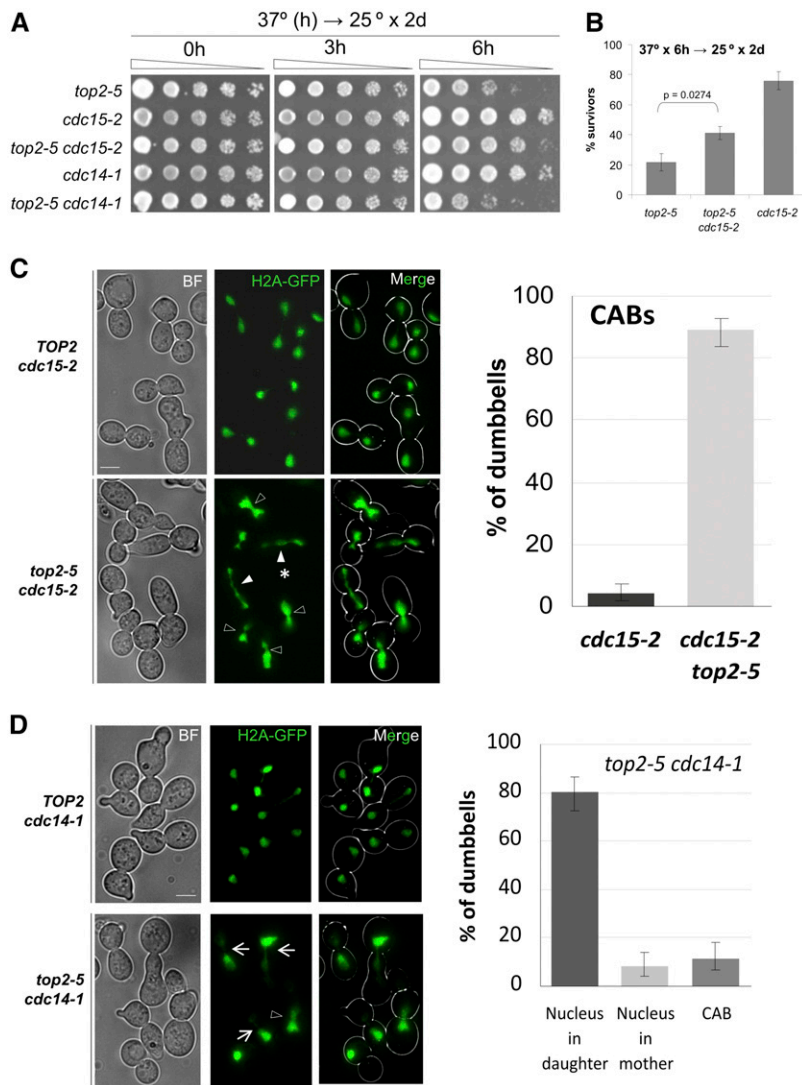 A
37º (h) → 25º x 2d
0h 3h 6h
top2-5
cdc15-2
top2-5 cdc15-2
cdc14-1
top2-5 cdc14-1
B
37º x 6h → 25º x 2d
p = 0.0274
% survivors
100
80
60
40
20
0
top2-5
top2-5 cdc15-2
cdc15-2
C
BF H2A-GFP Merge
TOP2
cdc15-2
top2-5
cdc15-2
*
CABs
% of dumbbells
100
80
60
40
20
0
cdc15-2
cdc15-2
top2-5
D
BF H2A-GFP Merge
TOP2
cdc14-1
top2-5
cdc14-1
top2-5 cdc14-1
% of dumbbells
100
80
60
40
20
0
Nucleus in daughter
Nucleus in mother
CAB